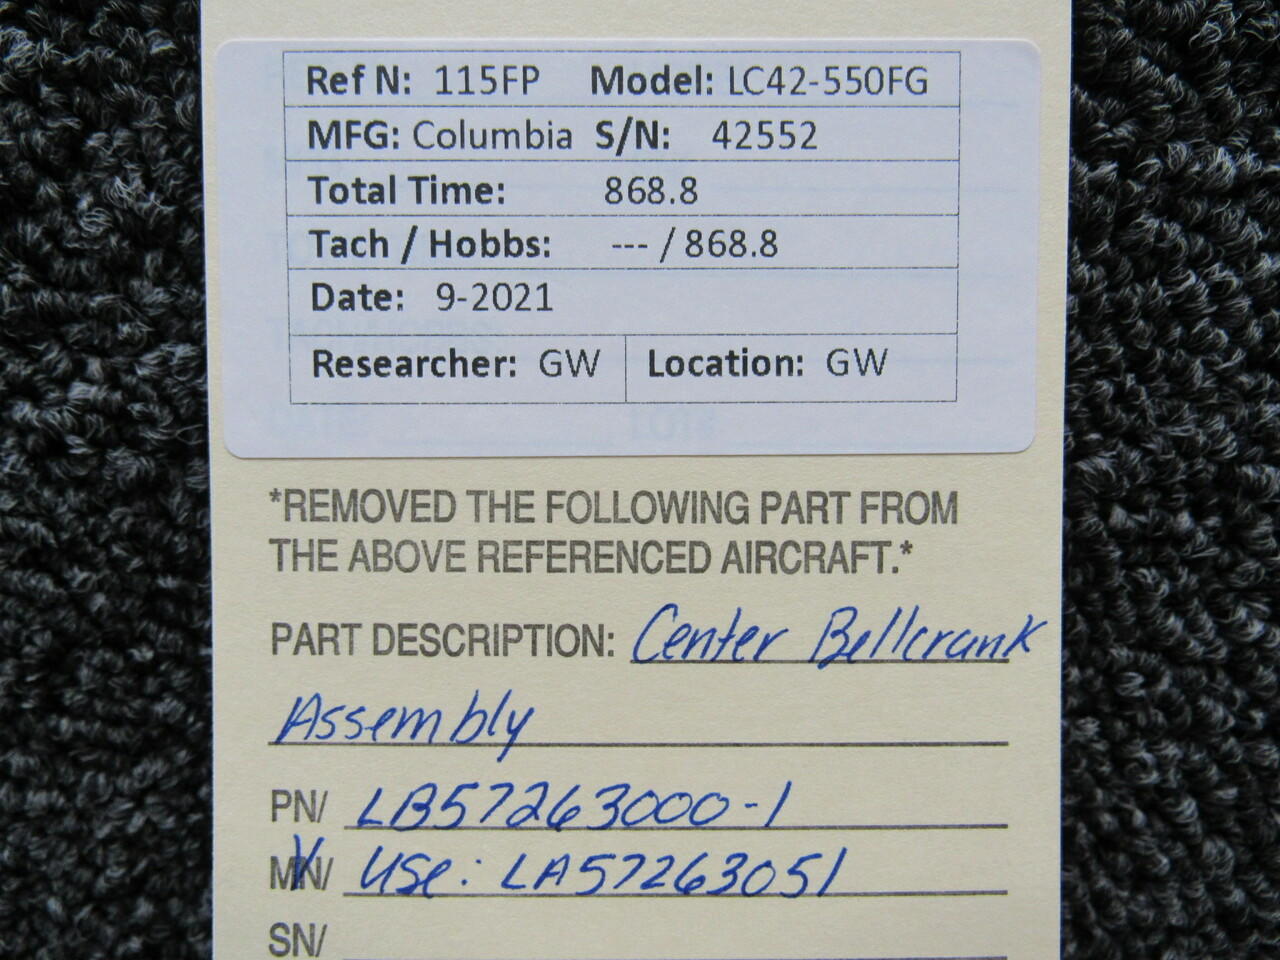 Ref N: 115FP Model: LC42-550FG
MFG: Columbia S/N: 42552
Total Time: 868.8
Tach / Hobbs: --- / 868.8
Date: 9-2021
Researcher: GW Location: GW
*REMOVED THE FOLLOWING PART FROM
THE ABOVE REFERENCED AIRCRAFT.*
PART DESCRIPTION: Center Bellcrank
Assembly
PN/ LB57263000-1
MN/ Use: LA57263051
SN/